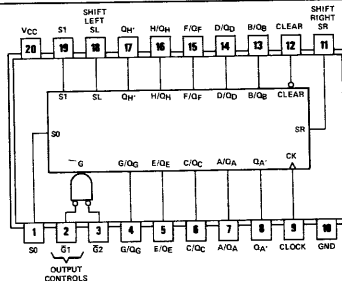 SHIFT SHIFT
LEFT RIGHT
VCC S1 SL QH' H/QH F/QF D/QD B/QB CLEAR SR
20 19 18 17 16 15 14 13 12 11
S1 SL QH' H/QH F/QF D/QD B/QB CLEAR
S0 SR
G G/QG E/QE C/QC A/QA QA' CK
1 2 3 4 5 6 7 8 9 10
S0 G1 G2 G/QG E/QE C/QC A/QA QA' CLOCK GND
OUTPUT
CONTROLS